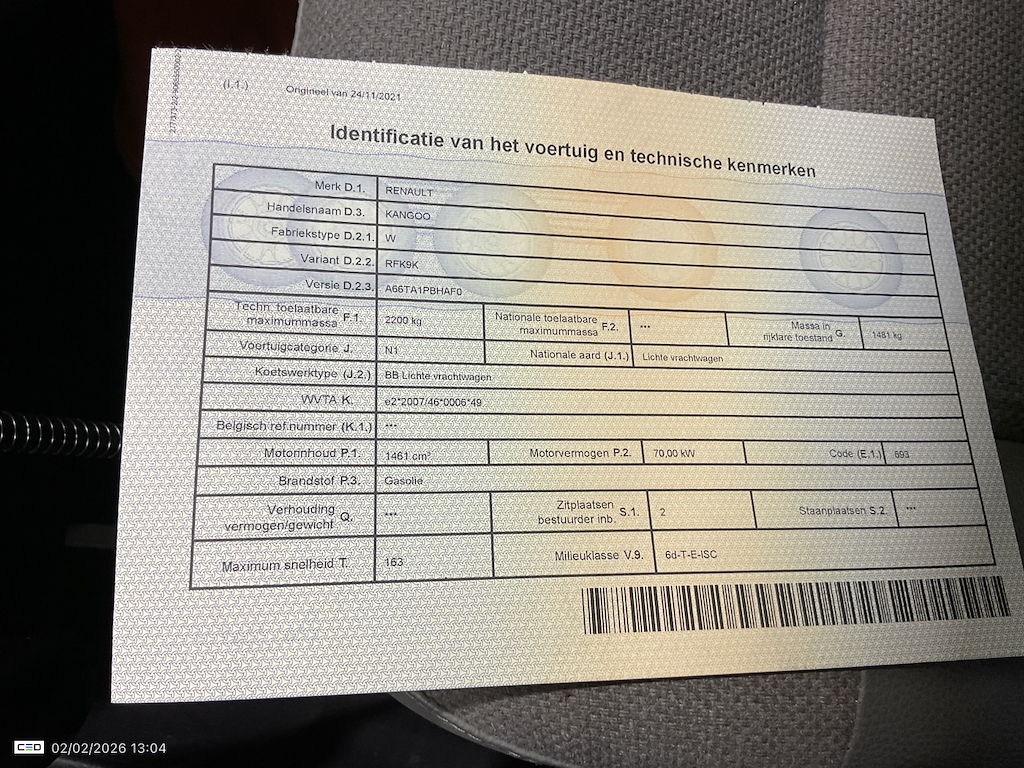 (I.1.) Origineel van 24/11/2021
Identificatie van het voertuig en technische kenmerken
Merk D.1. RENAULT
Handelsnaam D.3. KANGOO
Fabriekstype D.2.1. W
Variant D.2.2. RFK9K
Versie D.2.3. A66TA1PBHAF0
Techn. toelaatbare maximummassa F.1. 2200 kg Nationale toelaatbare maximummassa F.2. *** Massa in rijklare toestand G. 1481 kg
Voertuigcategorie J. N1 Nationale aard (J.1.) Lichte vrachtwagen
Koetswerktype (J.2.) BB Lichte vrachtwagen
WVTA K. e2*2007/46*0006*49
Belgisch ref.nummer (K.1.) ***
Motorinhoud P.1. 1461 cm³ Motorvermogen P.2. 70,00 kW Code (E.1.) 693
Brandstof P.3. Gasolie
Verhouding vermogen/gewicht Q. *** Zitplaatsen bestuurder inb. S.1. 2 Staanplaatsen S.2. ***
Maximum snelheid T. 163 Milieuklasse V.9. 6d-T-E-ISC
02/02/2026 13:04